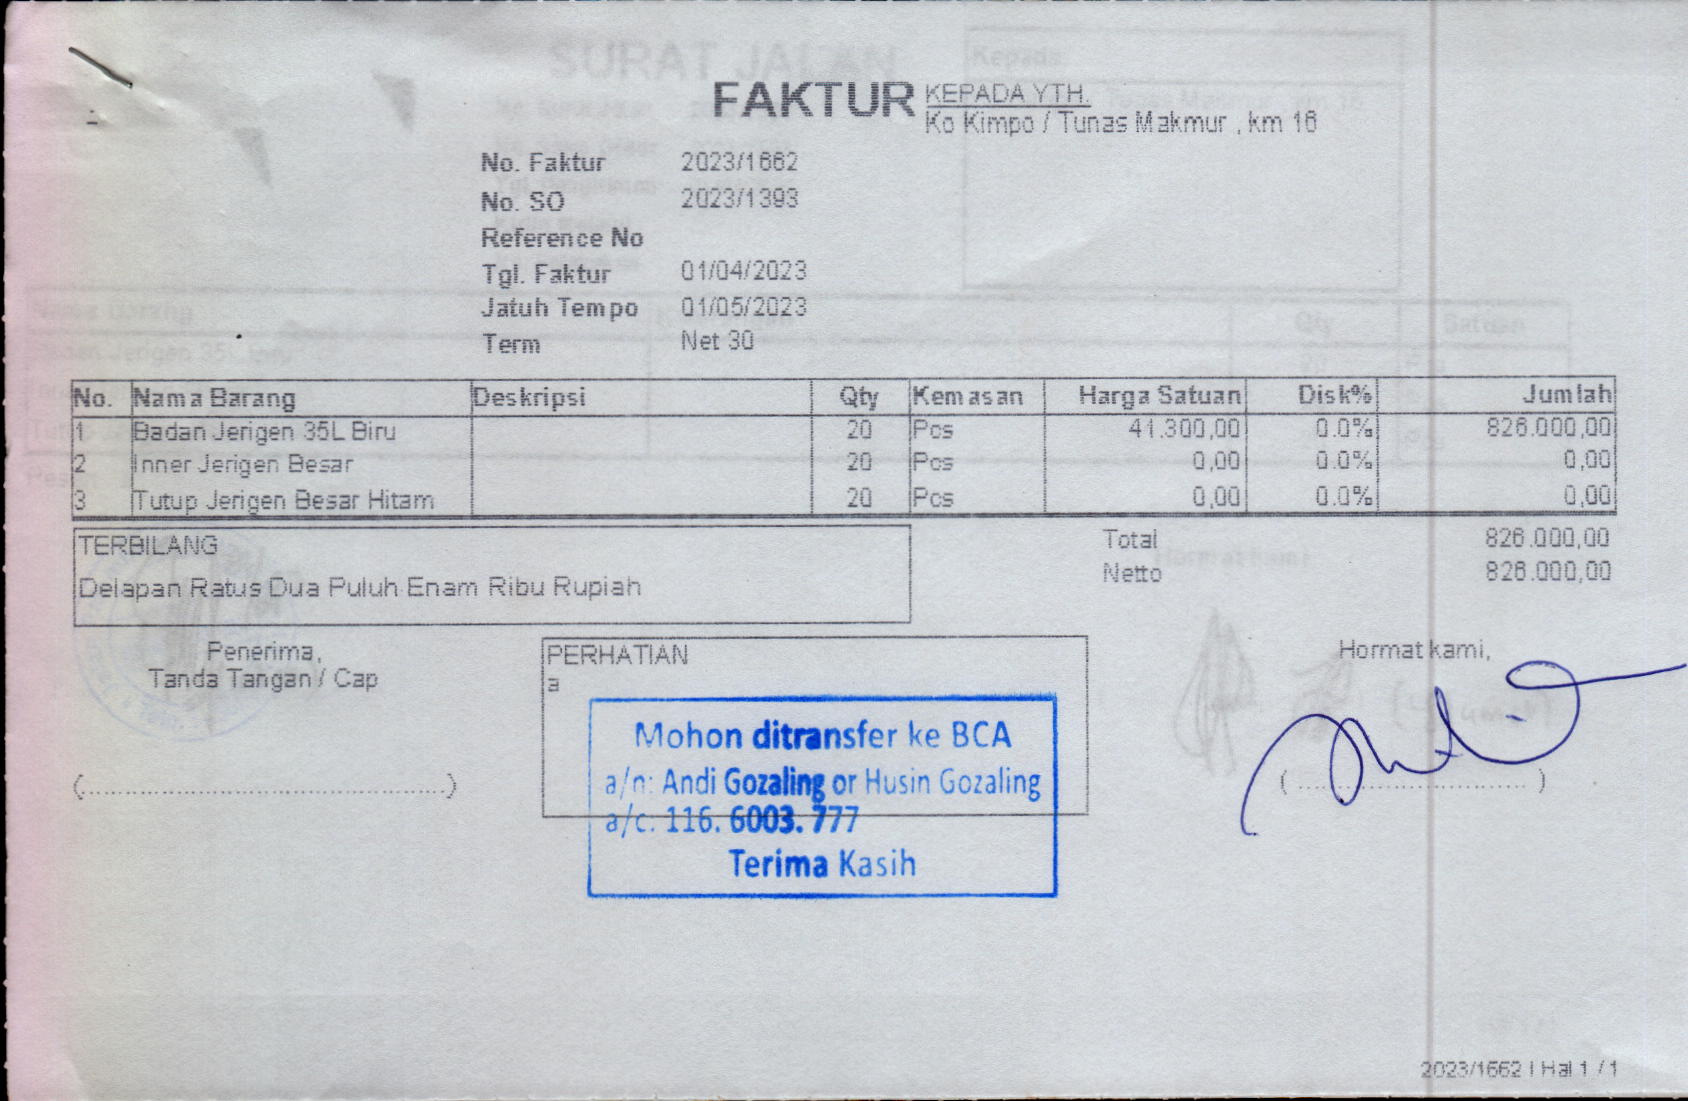 FAKTUR
KEPADA YTH.
Ko Kimpo / Tunas Makmur , km 16
No. Faktur 2023/1662
No. SO 2023/1393
Reference No
Tgl. Faktur 01/04/2023
Jatuh Tempo 01/05/2023
Term Net 30
No. Nama Barang Deskripsi Qty Kemasan Harga Satuan Disk% Jumlah
1 Badan Jerigen 35L Biru 20 Pcs 41.300,00 0.0% 826.000,00
2 Inner Jerigen Besar 20 Pcs 0,00 0.0% 0,00
3 Tutup Jerigen Besar Hitam 20 Pcs 0,00 0.0% 0,00
TERBILANG
Delapan Ratus Dua Puluh Enam Ribu Rupiah
Total 826.000,00
Netto 826.000,00
Penerima,
Tanda Tangan / Cap
(..........................................)
PERHATIAN
a
Mohon ditransfer ke BCA
a/n: Andi Gozaling or Husin Gozaling
a/c. 116. 6003. 777
Terima Kasih
Hormat kami,
( .......................... )
2023/1662 | Hal 1 / 1
SURAT JALAN
Kepada